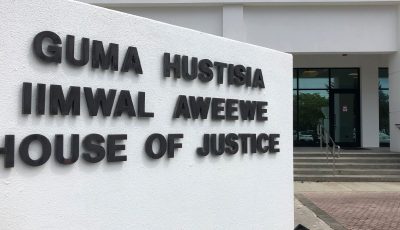 GUMA HUSTISIA
IIMWAL AWEEWE
HOUSE OF JUSTICE